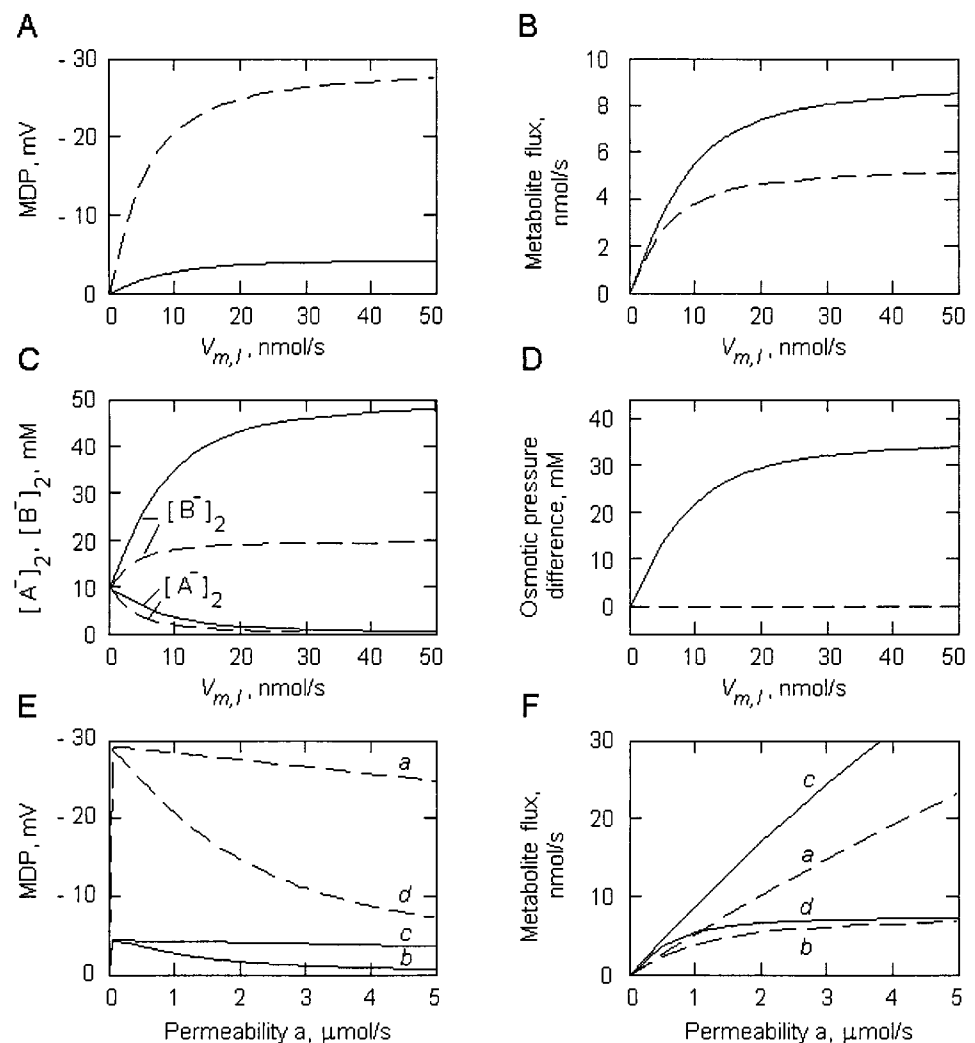 A
MDP, mV
- 30
- 20
- 10
0
0 10 20 30 40 50
V m,I , nmol/s
B
Metabolite flux,
nmol/s
10
8
6
4
2
0
0 10 20 30 40 50
V m,I , nmol/s
C
[A⁻]₂, [B⁻]₂, mM
50
40
30
20
10
0
[B⁻]₂
[A⁻]₂
0 10 20 30 40 50
V m,I , nmol/s
D
Osmotic pressure
difference, mM
40
30
20
10
0
0 10 20 30 40 50
V m,I , nmol/s
E
MDP, mV
- 30
- 20
- 10
0
a
d
c
b
0 1 2 3 4 5
Permeability a, μmol/s
F
Metabolite flux,
nmol/s
30
20
10
0
c
a
d
b
0 1 2 3 4 5
Permeability a, μmol/s